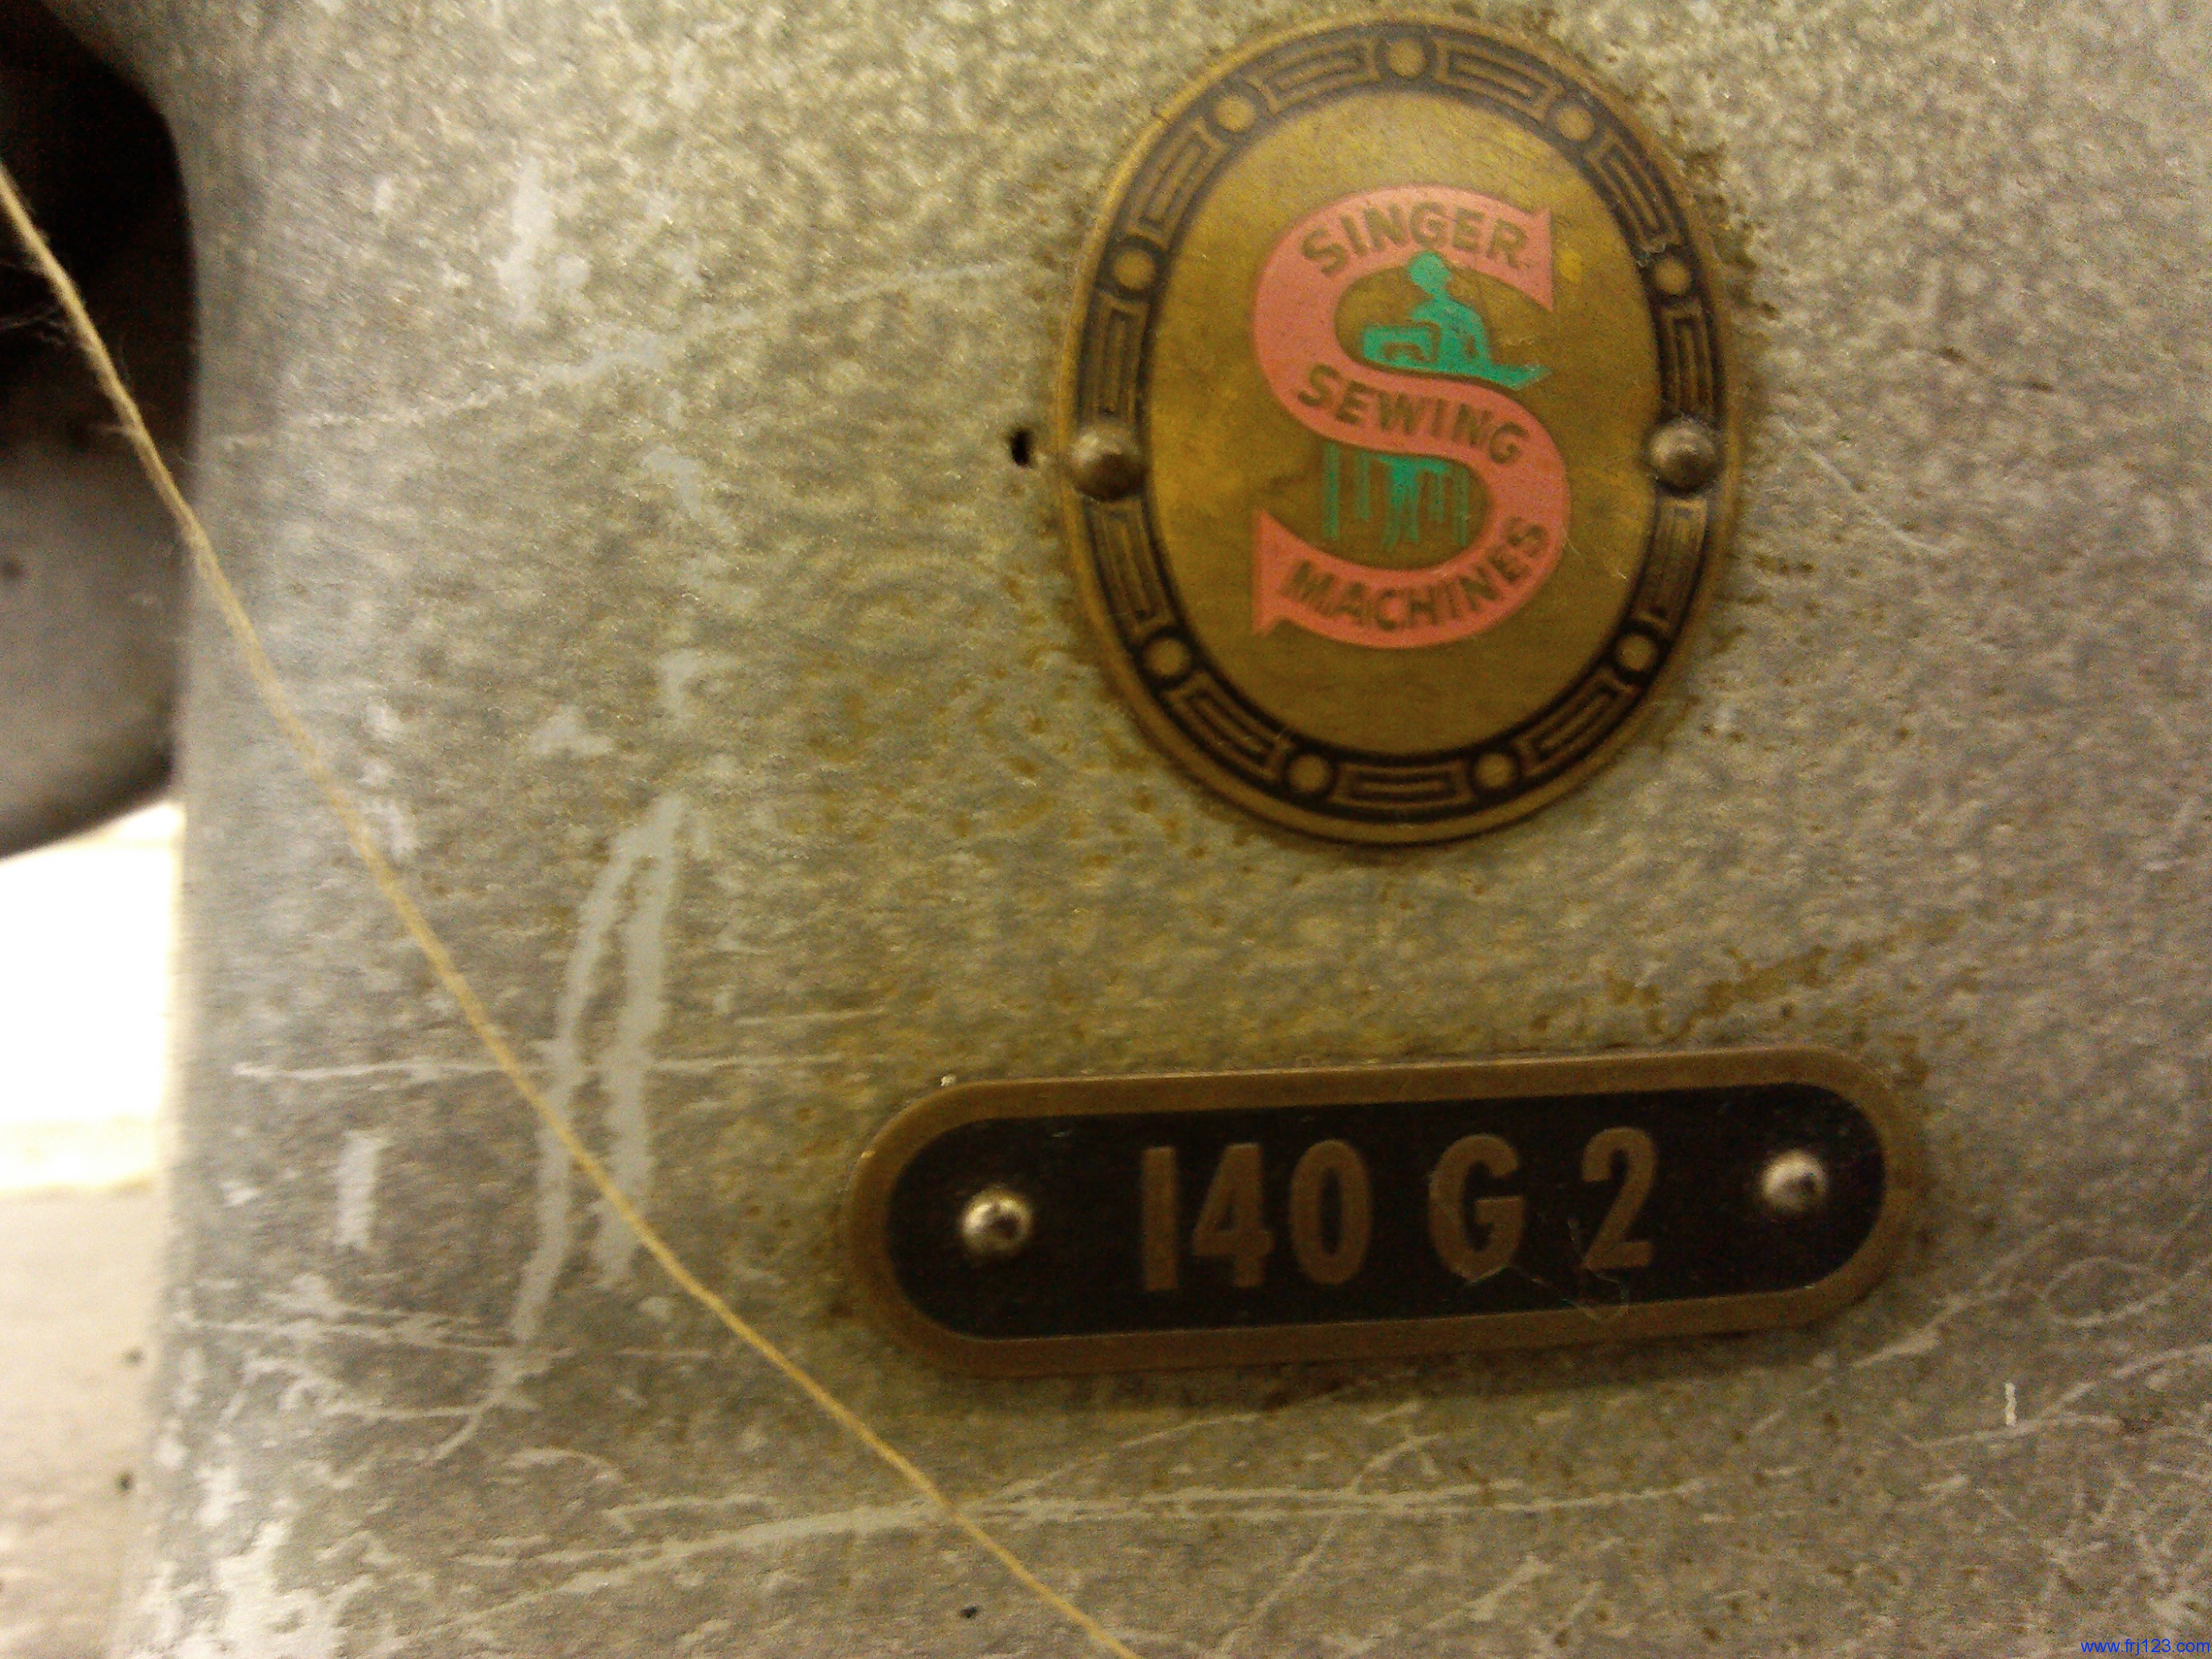 SINGER
SEWING
MACHINES
140 G 2
www.frj123.com